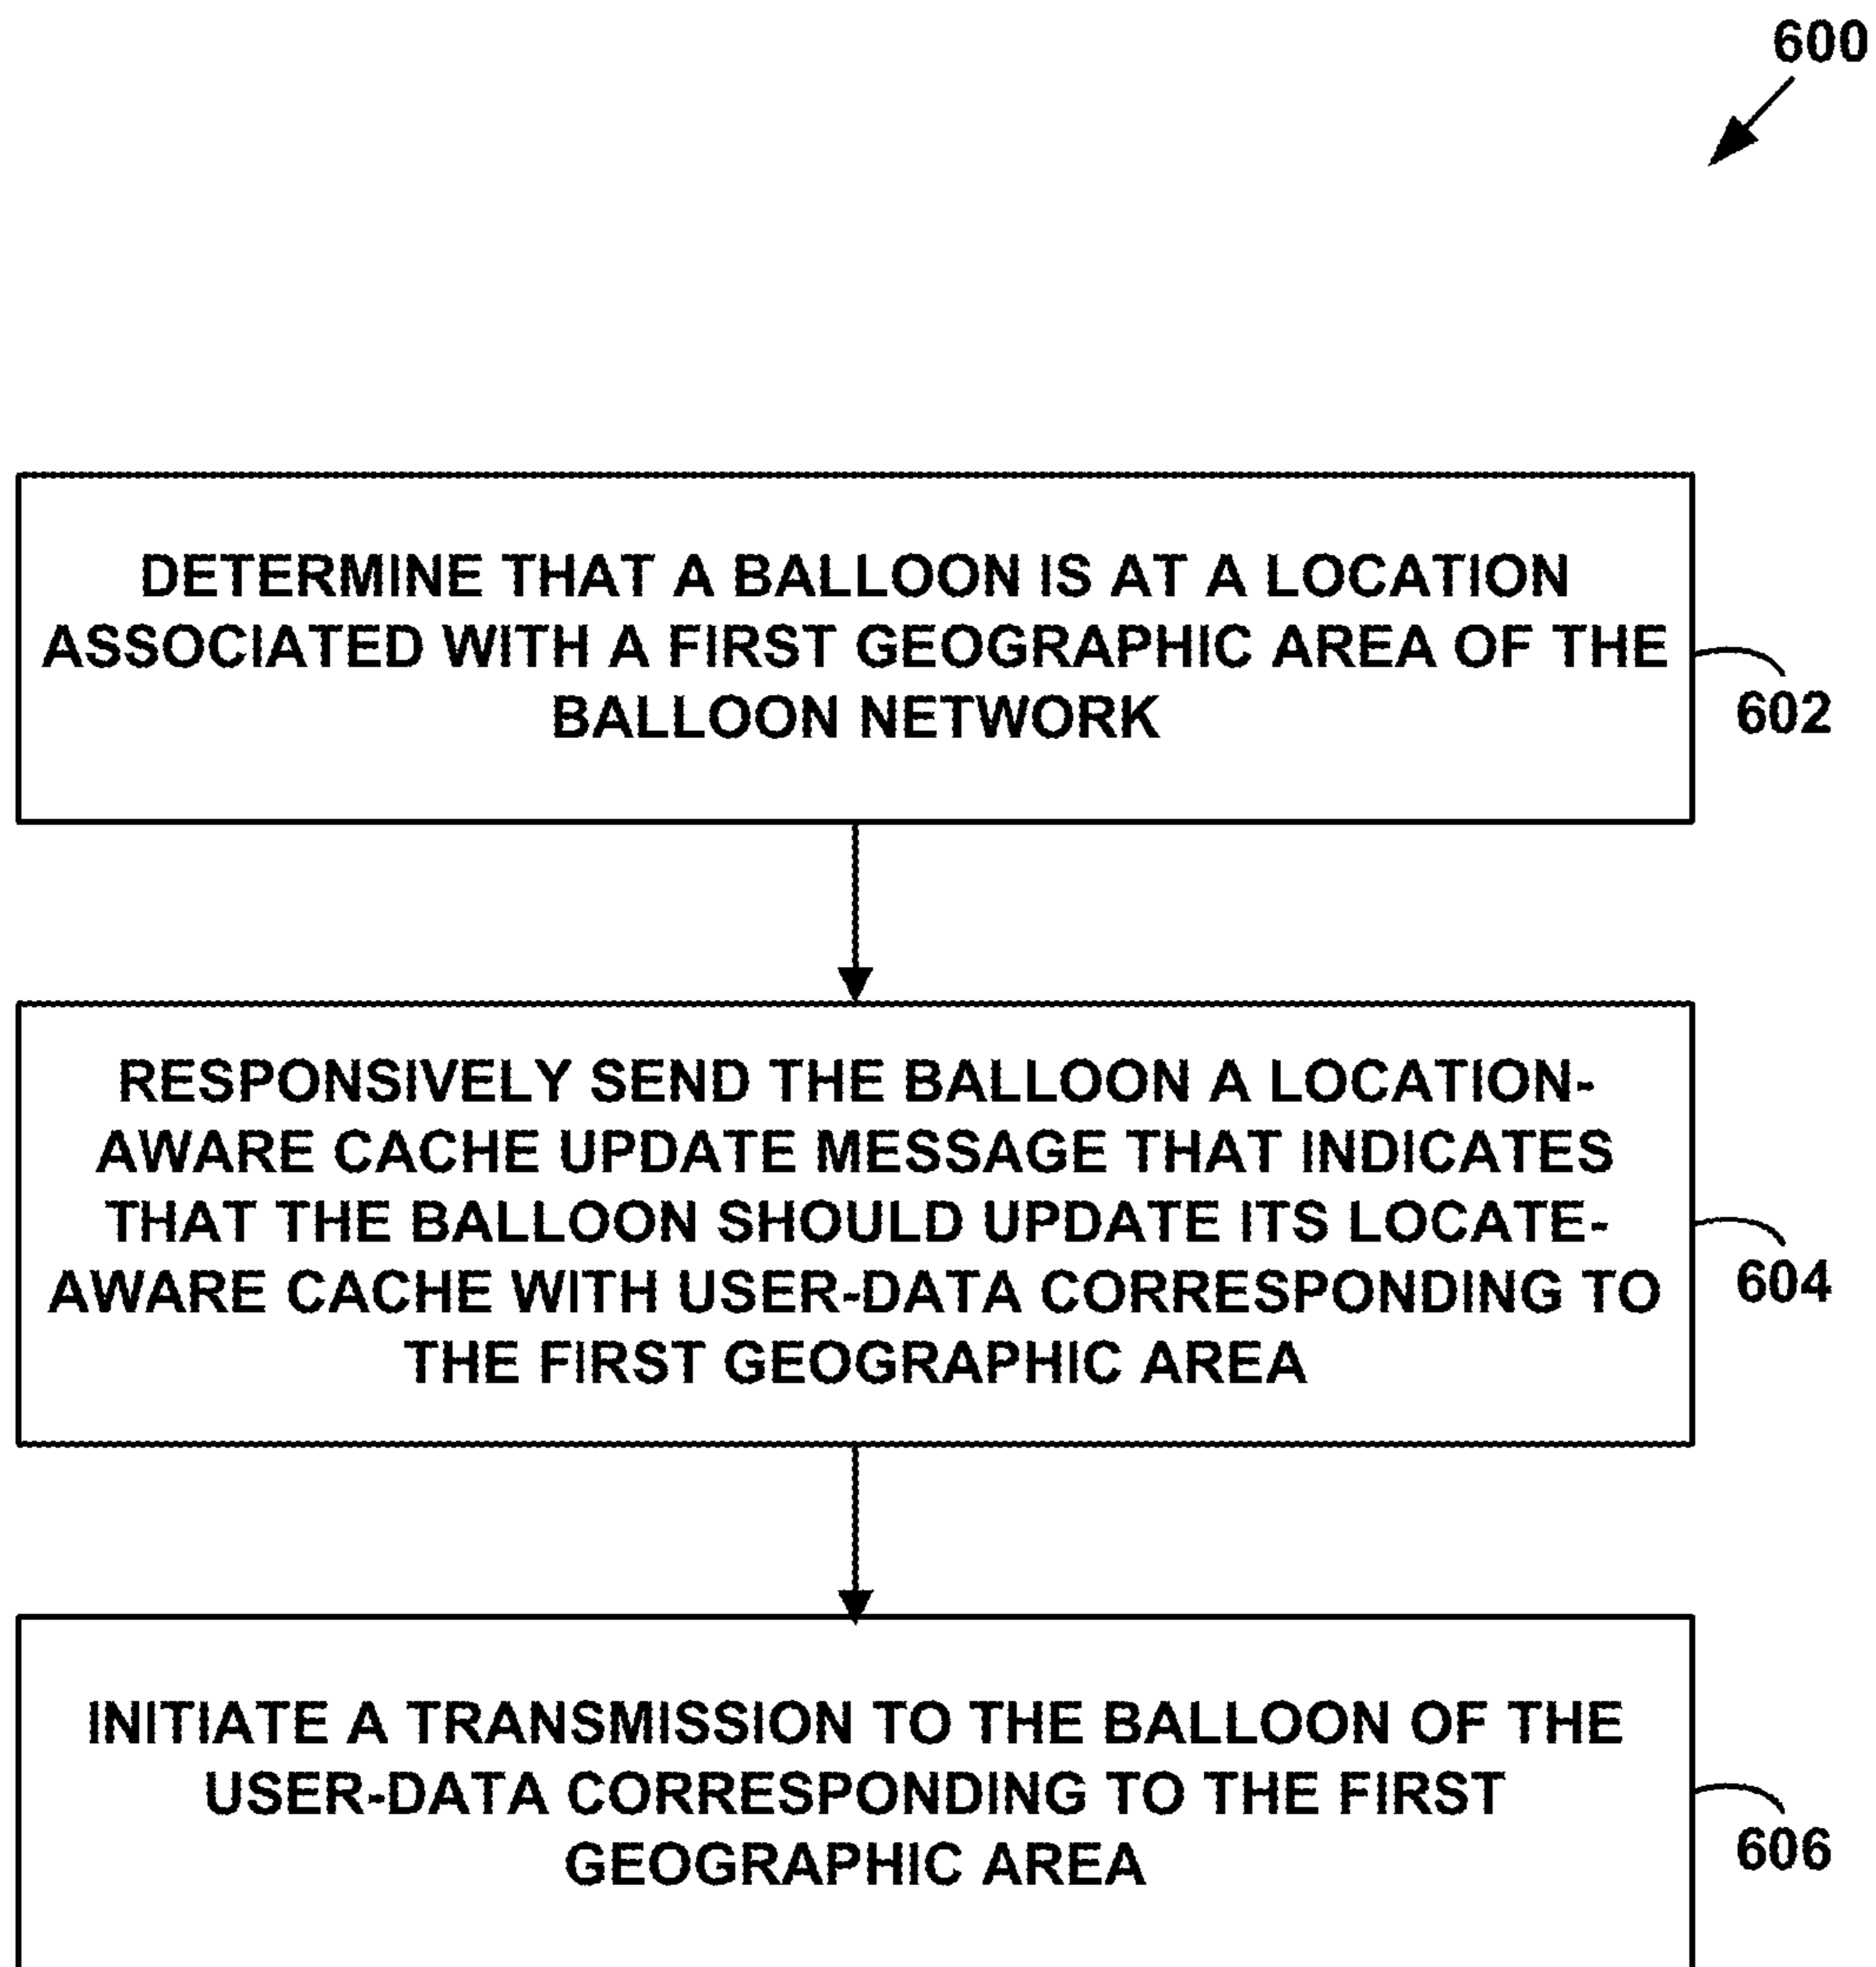 600
DETERMINE THAT A BALLOON IS AT A LOCATION
ASSOCIATED WITH A FIRST GEOGRAPHIC AREA OF THE
BALLOON NETWORK
602
RESPONSIVELY SEND THE BALLOON A LOCATION-
AWARE CACHE UPDATE MESSAGE THAT INDICATES
THAT THE BALLOON SHOULD UPDATE ITS LOCATE-
AWARE CACHE WITH USER-DATA CORRESPONDING TO
THE FIRST GEOGRAPHIC AREA
604
INITIATE A TRANSMISSION TO THE BALLOON OF THE
USER-DATA CORRESPONDING TO THE FIRST
GEOGRAPHIC AREA
606